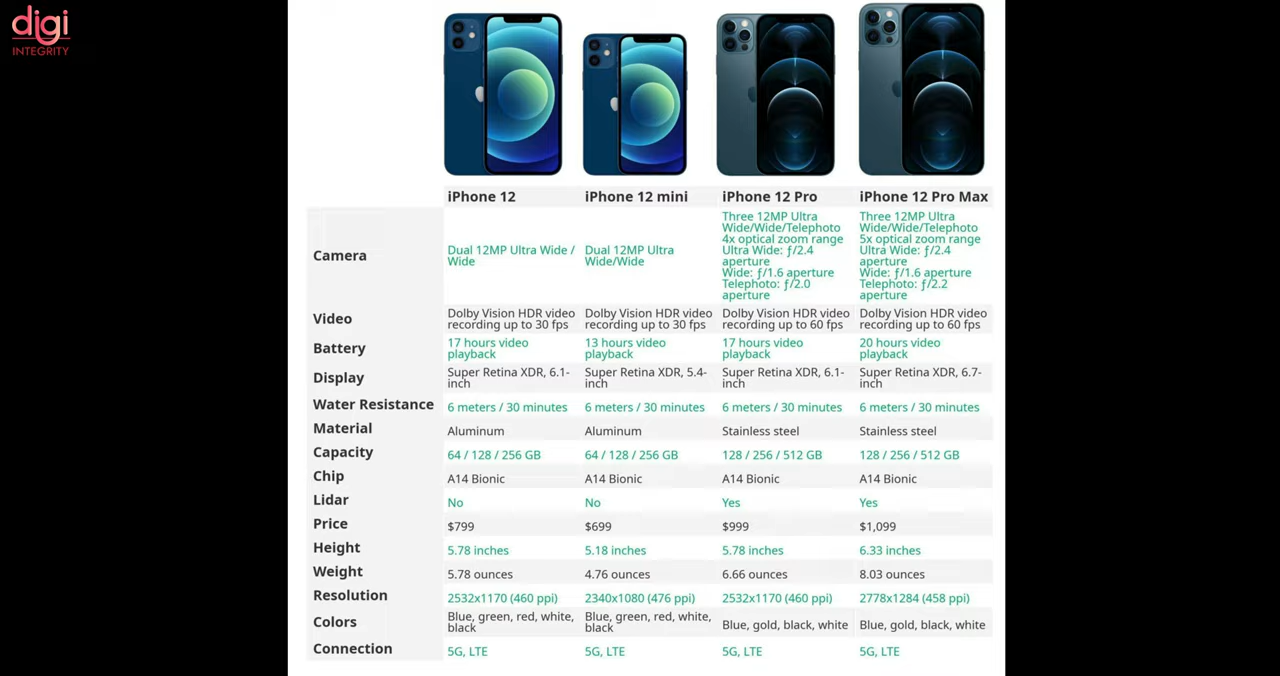 digi
INTEGRITY
iPhone 12 iPhone 12 mini iPhone 12 Pro iPhone 12 Pro Max
Camera
Dual 12MP Ultra Wide /
Wide
Dual 12MP Ultra
Wide/Wide
Three 12MP Ultra
Wide/Wide/Telephoto
4x optical zoom range
Ultra Wide: ƒ/2.4
aperture
Wide: ƒ/1.6 aperture
Telephoto: ƒ/2.0
aperture
Three 12MP Ultra
Wide/Wide/Telephoto
5x optical zoom range
Ultra Wide: ƒ/2.4
aperture
Wide: ƒ/1.6 aperture
Telephoto: ƒ/2.2
aperture
Video
Dolby Vision HDR video
recording up to 30 fps
Dolby Vision HDR video
recording up to 30 fps
Dolby Vision HDR video
recording up to 60 fps
Dolby Vision HDR video
recording up to 60 fps
Battery
17 hours video
playback
13 hours video
playback
17 hours video
playback
20 hours video
playback
Display
Super Retina XDR, 6.1-
inch
Super Retina XDR, 5.4-
inch
Super Retina XDR, 6.1-
inch
Super Retina XDR, 6.7-
inch
Water Resistance 6 meters / 30 minutes 6 meters / 30 minutes 6 meters / 30 minutes 6 meters / 30 minutes
Material Aluminum Aluminum Stainless steel Stainless steel
Capacity 64 / 128 / 256 GB 64 / 128 / 256 GB 128 / 256 / 512 GB 128 / 256 / 512 GB
Chip A14 Bionic A14 Bionic A14 Bionic A14 Bionic
Lidar No No Yes Yes
Price $799 $699 $999 $1,099
Height 5.78 inches 5.18 inches 5.78 inches 6.33 inches
Weight 5.78 ounces 4.76 ounces 6.66 ounces 8.03 ounces
Resolution 2532x1170 (460 ppi) 2340x1080 (476 ppi) 2532x1170 (460 ppi) 2778x1284 (458 ppi)
Colors
Blue, green, red, white,
black
Blue, green, red, white,
black
Blue, gold, black, white
Blue, gold, black, white
Connection 5G, LTE 5G, LTE 5G, LTE 5G, LTE